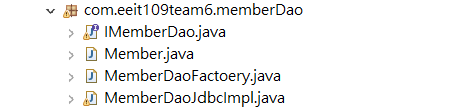 com.eeit109team6.memberDao
IMemberDao.java
Member.java
MemberDaoFactoery.java
MemberDaoJdbcImpl.java